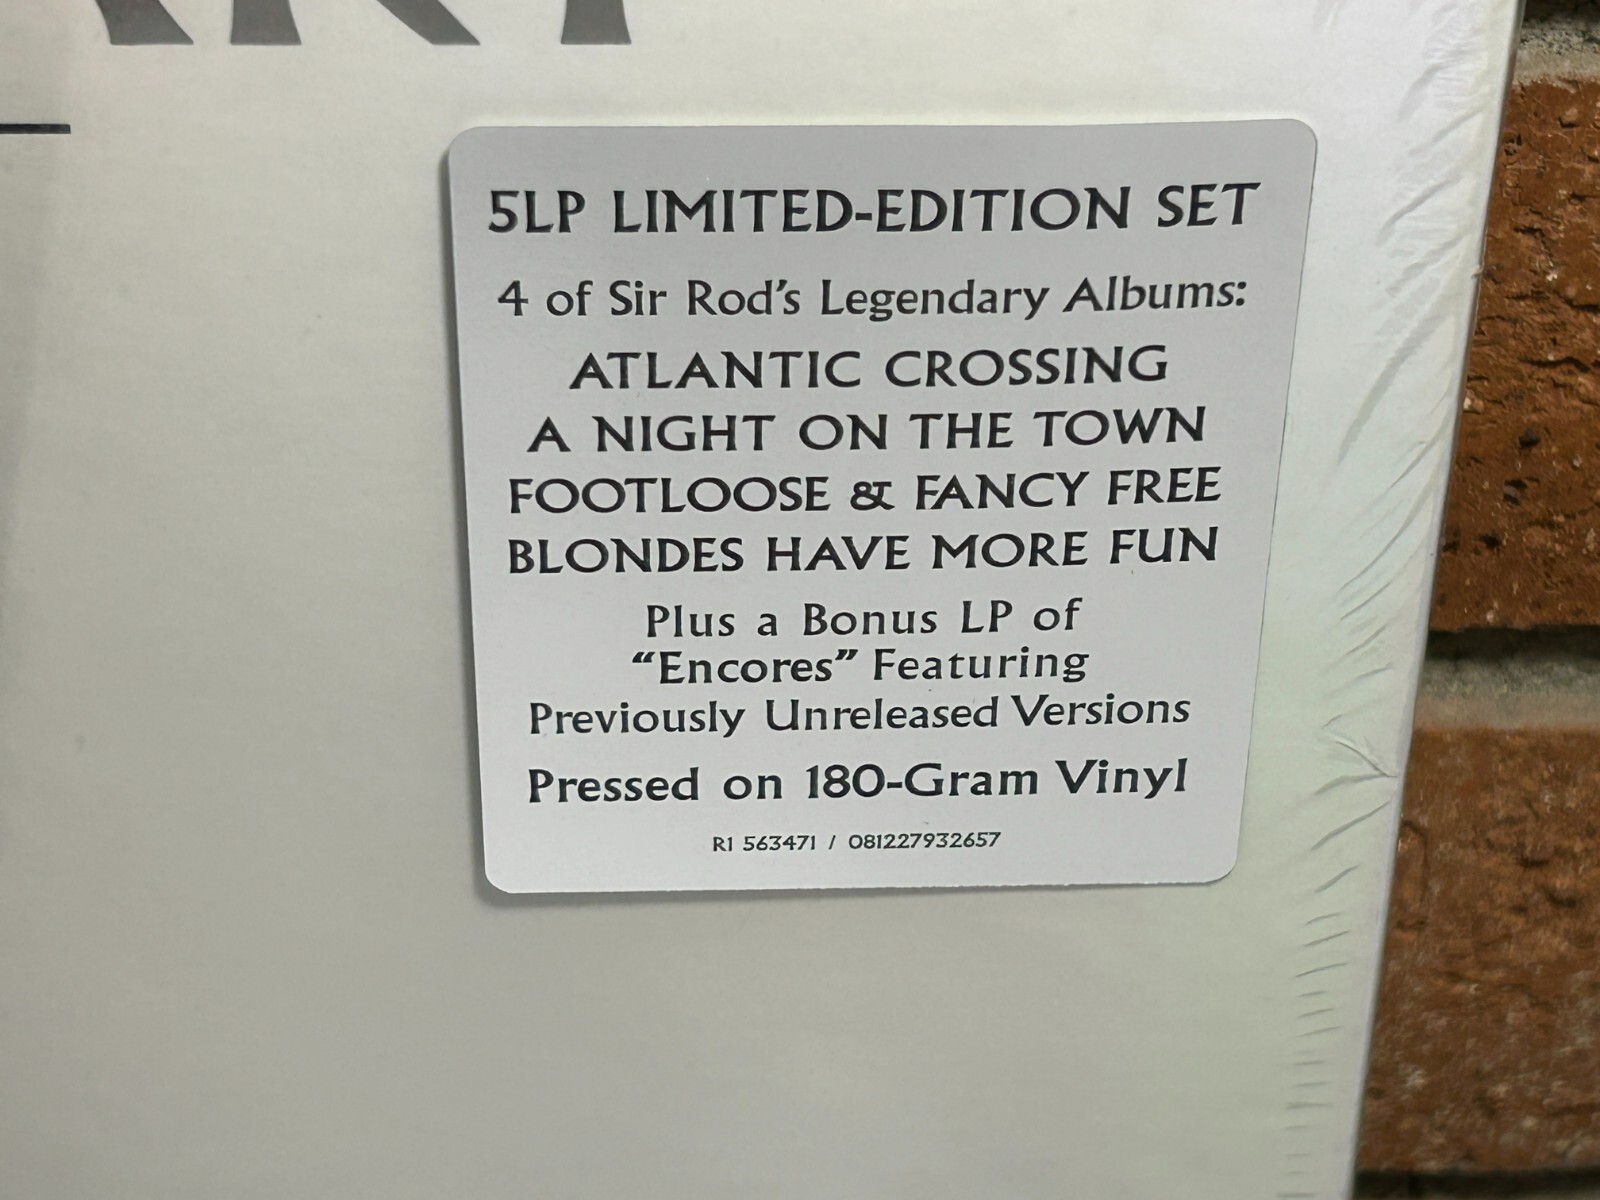 5LP LIMITED-EDITION SET
4 of Sir Rod's Legendary Albums:
ATLANTIC CROSSING
A NIGHT ON THE TOWN
FOOTLOOSE & FANCY FREE
BLONDES HAVE MORE FUN
Plus a Bonus LP of
“Encores” Featuring
Previously Unreleased Versions
Pressed on 180-Gram Vinyl
R1 563471 / 081227932657